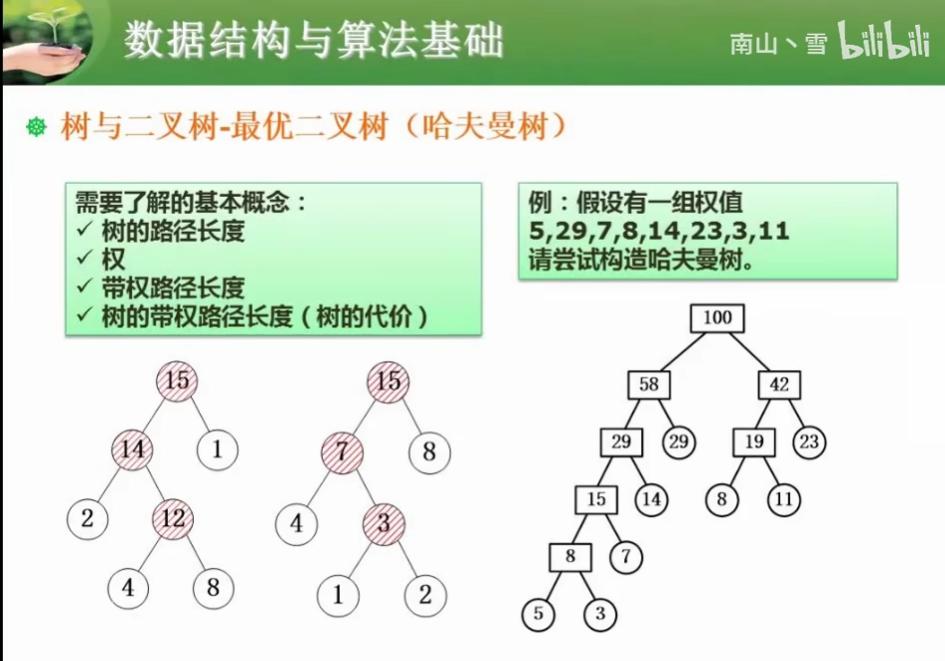 数据结构与算法基础
南山丶雪 bilibili
树与二叉树-最优二叉树（哈夫曼树）
需要了解的基本概念：
✓ 树的路径长度
✓ 权
✓ 带权路径长度
✓ 树的带权路径长度（树的代价）
例：假设有一组权值
5,29,7,8,14,23,3,11
请尝试构造哈夫曼树。
15
14 1
2 12
4 8
15
7 8
4 3
1 2
100
58 42
29 29 19 23
15 14 8 11
8 7
5 3